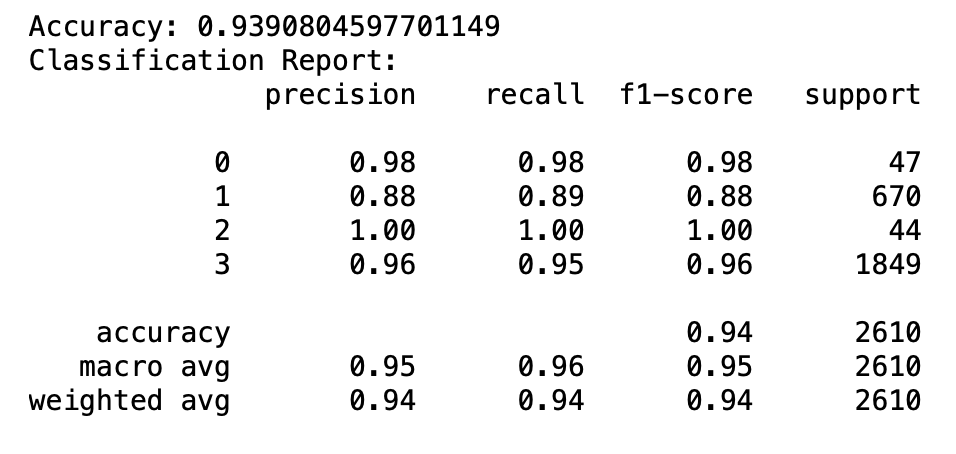 Accuracy: 0.9390804597701149
Classification Report:
precision recall f1-score support
0 0.98 0.98 0.98 47
1 0.88 0.89 0.88 670
2 1.00 1.00 1.00 44
3 0.96 0.95 0.96 1849
accuracy 0.94 2610
macro avg 0.95 0.96 0.95 2610
weighted avg 0.94 0.94 0.94 2610